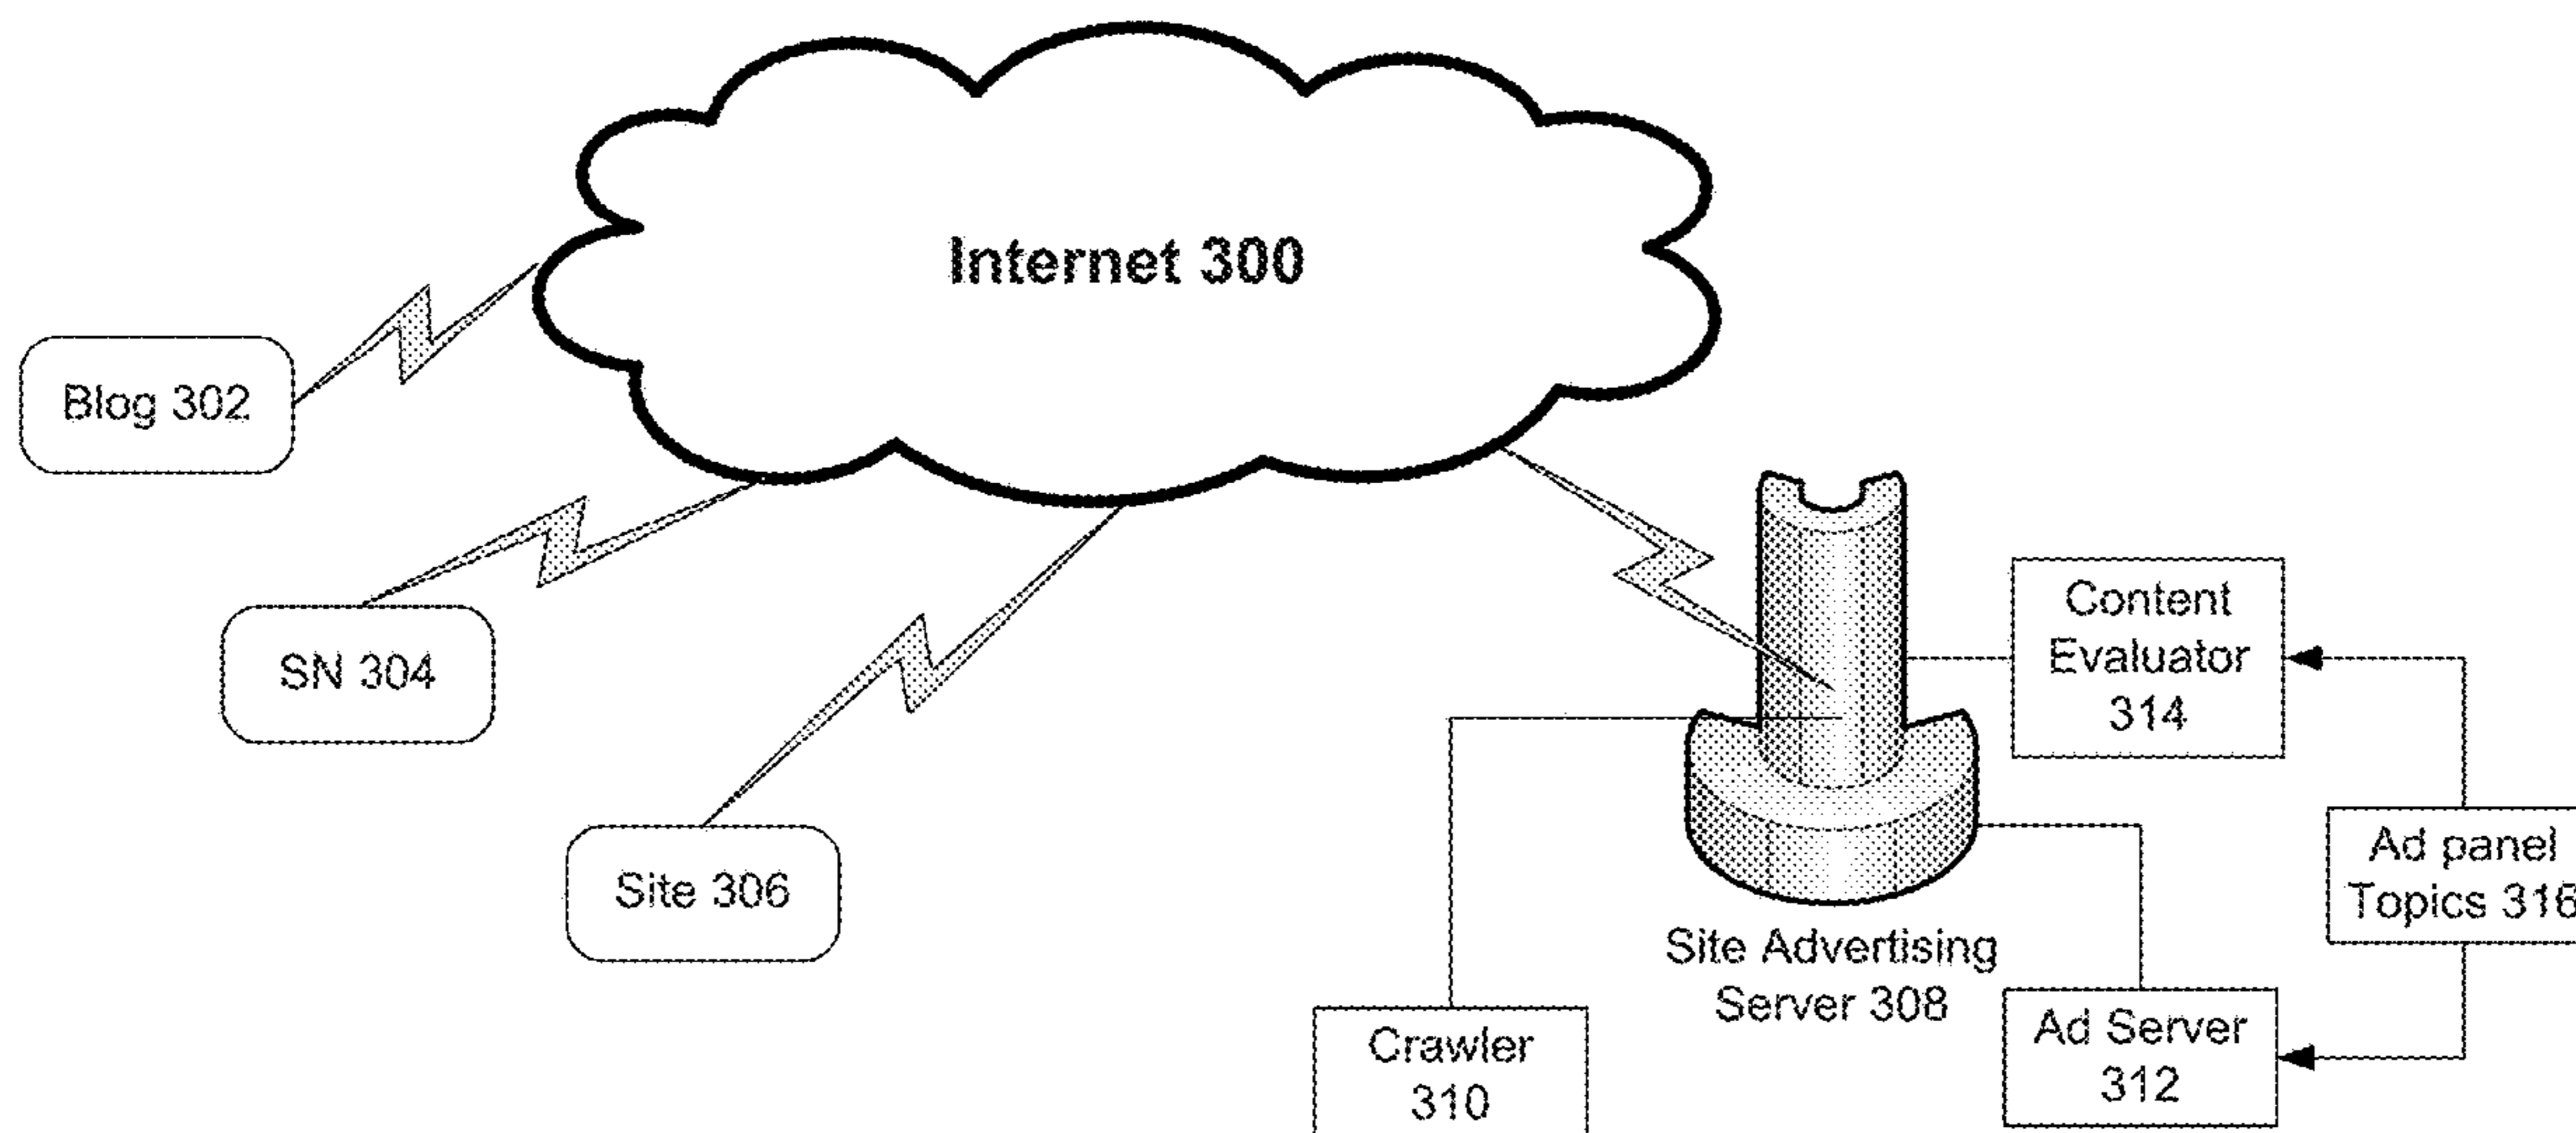 Internet 300
Blog 302
SN 304
Site 306
Content
Evaluator
314
Ad panel
Topics 316
Site Advertising
Server 308
Ad Server
312
Crawler
310